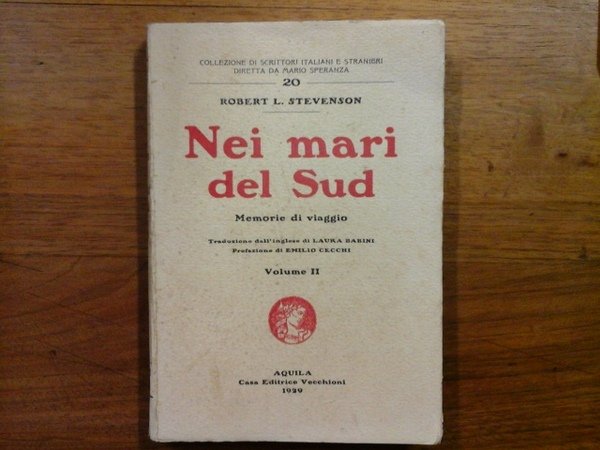 COLLEZIONE DI SCRITTORI ITALIANI E STRANIERI
DIRETTA DA MARIO SPERANZA
20
ROBERT L. STEVENSON
Nei mari
del Sud
Memorie di viaggio
Traduzione dall'inglese di LAURA BABINI
Prefazione di EMILIO CECCHI
Volume II
AQUILA
Casa Editrice Vecchioni
1929